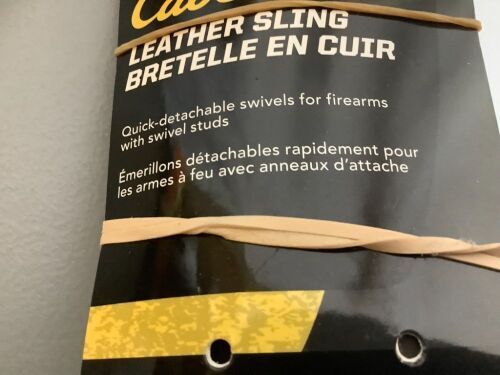 LEATHER SLING
BRETELLE EN CUIR
Quick-detachable swivels for firearms
with swivel studs
Émerillons détachables rapidement pour
les armes à feu avec anneaux d'attache